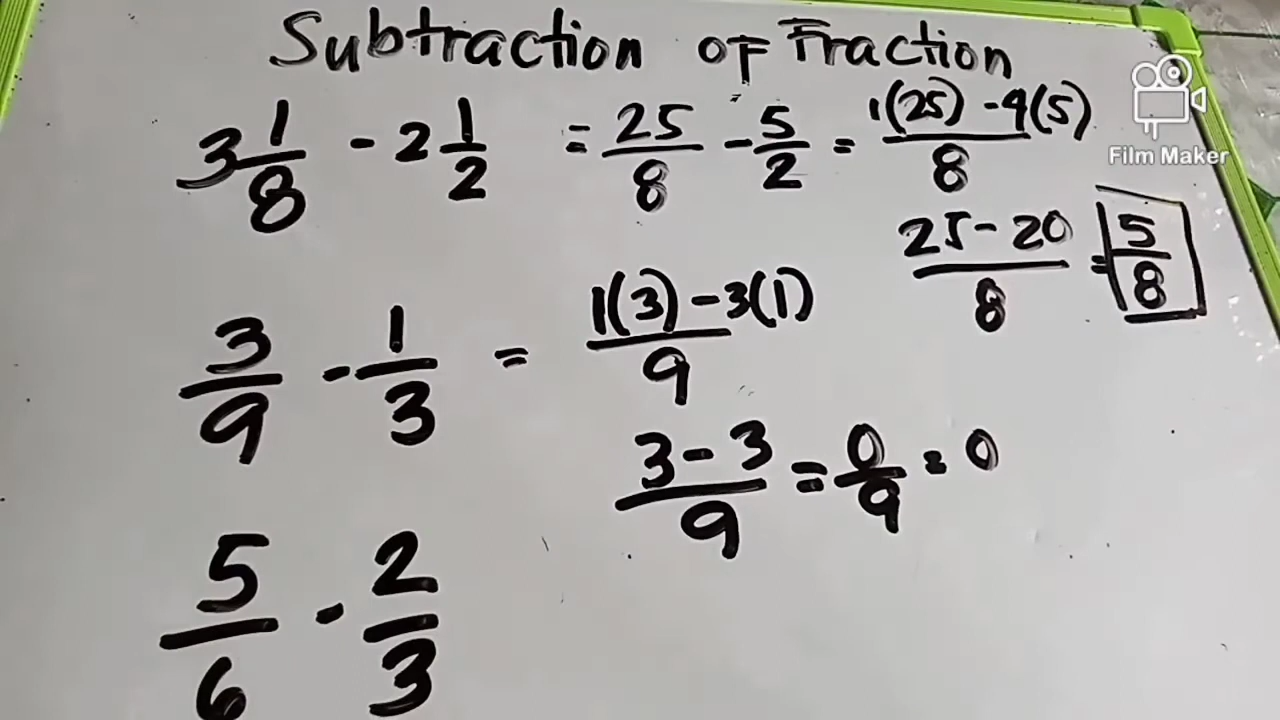 Subtraction of Fraction
3 1/8 - 2 1/2 = 25/8 - 5/2 = 1(25) - 4(5)/8
25 - 20/8 = 5/8
3/9 - 1/3 = 1(3) - 3(1)/9
3 - 3/9 = 0/9 = 0
5/6 - 2/3
Film Maker